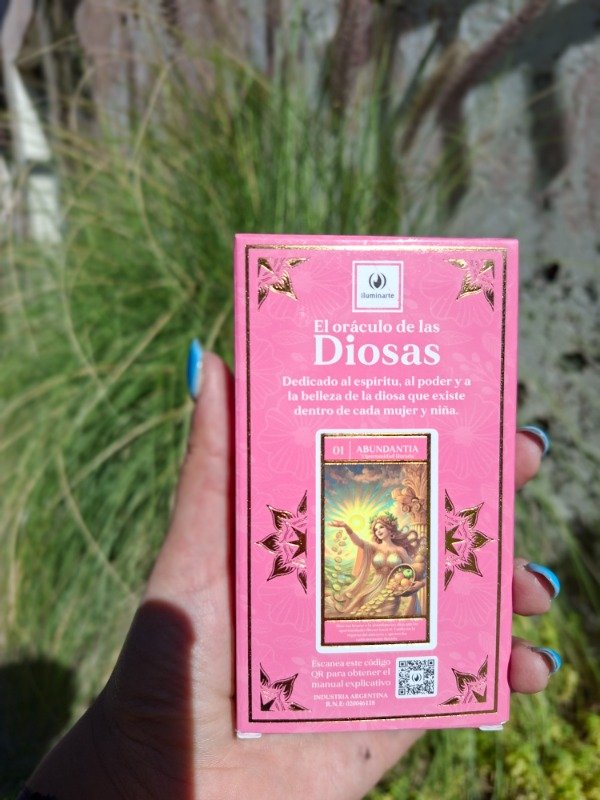 iluminarte
El oráculo de las
Diosas
Dedicado al espíritu, al poder y a
la belleza de la diosa que existe
dentro de cada mujer y niña.
01 | ABUNDANTIA
Escanea este código
QR para obtener el
manual explicativo
INDUSTRIA ARGENTINA